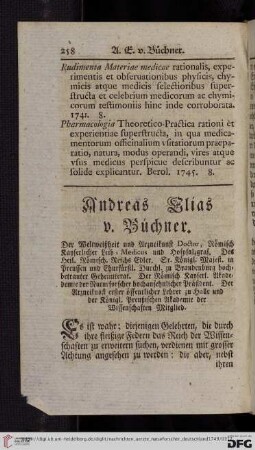 258 A. E. v. Büchner.
Rudimenta Materiae medicae rationalis, expe-
rimentis et obseruationibus physicis, chy-
micis atque medicis selectioribus super-
structa et celebrium medicorum ac chymi-
corum testimoniis hinc inde corroborata.
1741. 8.
Pharmacologia Theoretico-Practica rationi et
experientiae superstructa, in qua medica-
mentorum officinalium vsitatiorum praepa-
ratio, natura, modus operandi, vires atque
vsus medicus perspicue describuntur ac
solide explicantur. Berol. 1745. 8.
Andreas Elias
v. Büchner.
Der Weltweißheit und Arzneikunst Doctor, Römisch
Kayserlicher Leib-Medicus und Hofpfalzgraf, Des
Heil. Römisch. Reichs Edler. Sr. Königl. Majest. in
Preussen und Churfürstl. Durchl. zu Brandenburg hoch-
betrauter Geheimterath. Der Römisch Kayserl. Akade-
demie der Naturforscher hochansehnlicher Präsident. Der
Arzneikunst erster öffentlicher Lehrer zu Halle und
der Königl. Preußischen Akademie der
Wissenschaften Mitglied.
Es ist wahr: diejenigen Gelehrten, die durch
ihre fleißige Federn das Reich der Wissen-
schaften zu erweitern suchen, verdienen mit grosser
Achtung angesehen zu werden: die aber, nebst
ihren